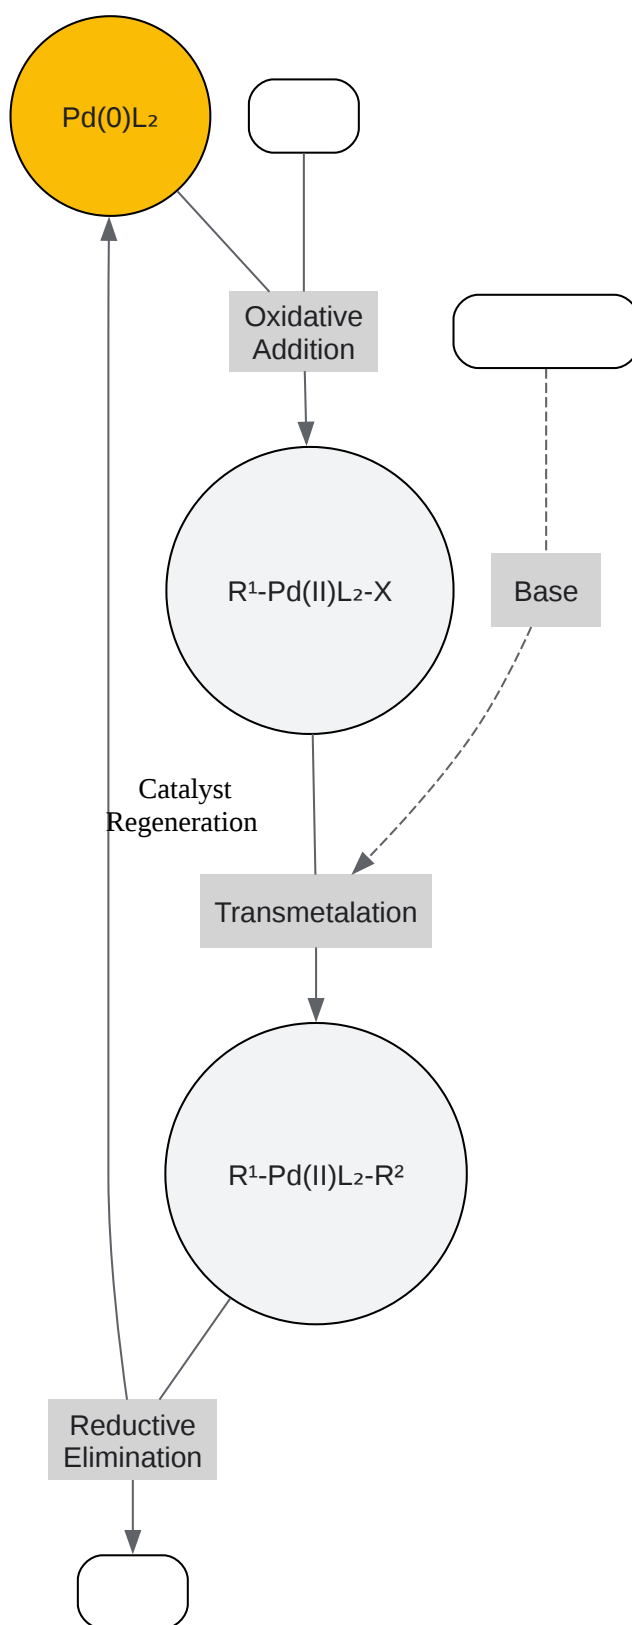 Pd(0)L₂
Oxidative
Addition
R¹-Pd(II)L₂-X
Base
Catalyst
Regeneration
Transmetalation
R¹-Pd(II)L₂-R²
Reductive
Elimination